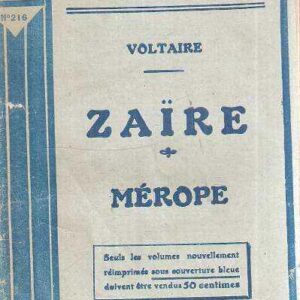 N° 216
VOLTAIRE
ZAÏRE
MÉROPE
Seuls les volumes nouvellement
réimprimés sous couverture bleue
doivent être vendus 50 centimes